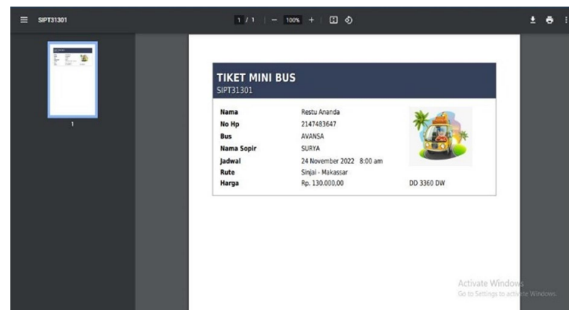 SIPT31301
1 / 1
100%
1
TIKET MINI BUS
SIPT31301
Nama Restu Ananda
No Hp 2147483647
Bus AVANSA
Nama Sopir SURYA
Jadwal 24 November 2022 8:00 am
Rute Sinjai - Makassar
Harga Rp. 130.000,00 DD 3360 DW
Activate Windows
Go to Settings to activate Windows.